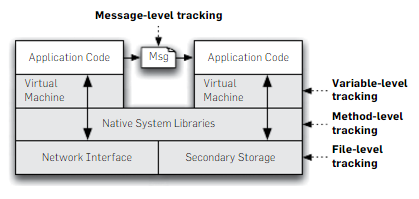 Message-level tracking
Application Code
Msg
Application Code
Virtual
Machine
Virtual
Machine
Variable-level
tracking
Native System Libraries
Method-level
tracking
Network Interface
Secondary Storage
File-level
tracking